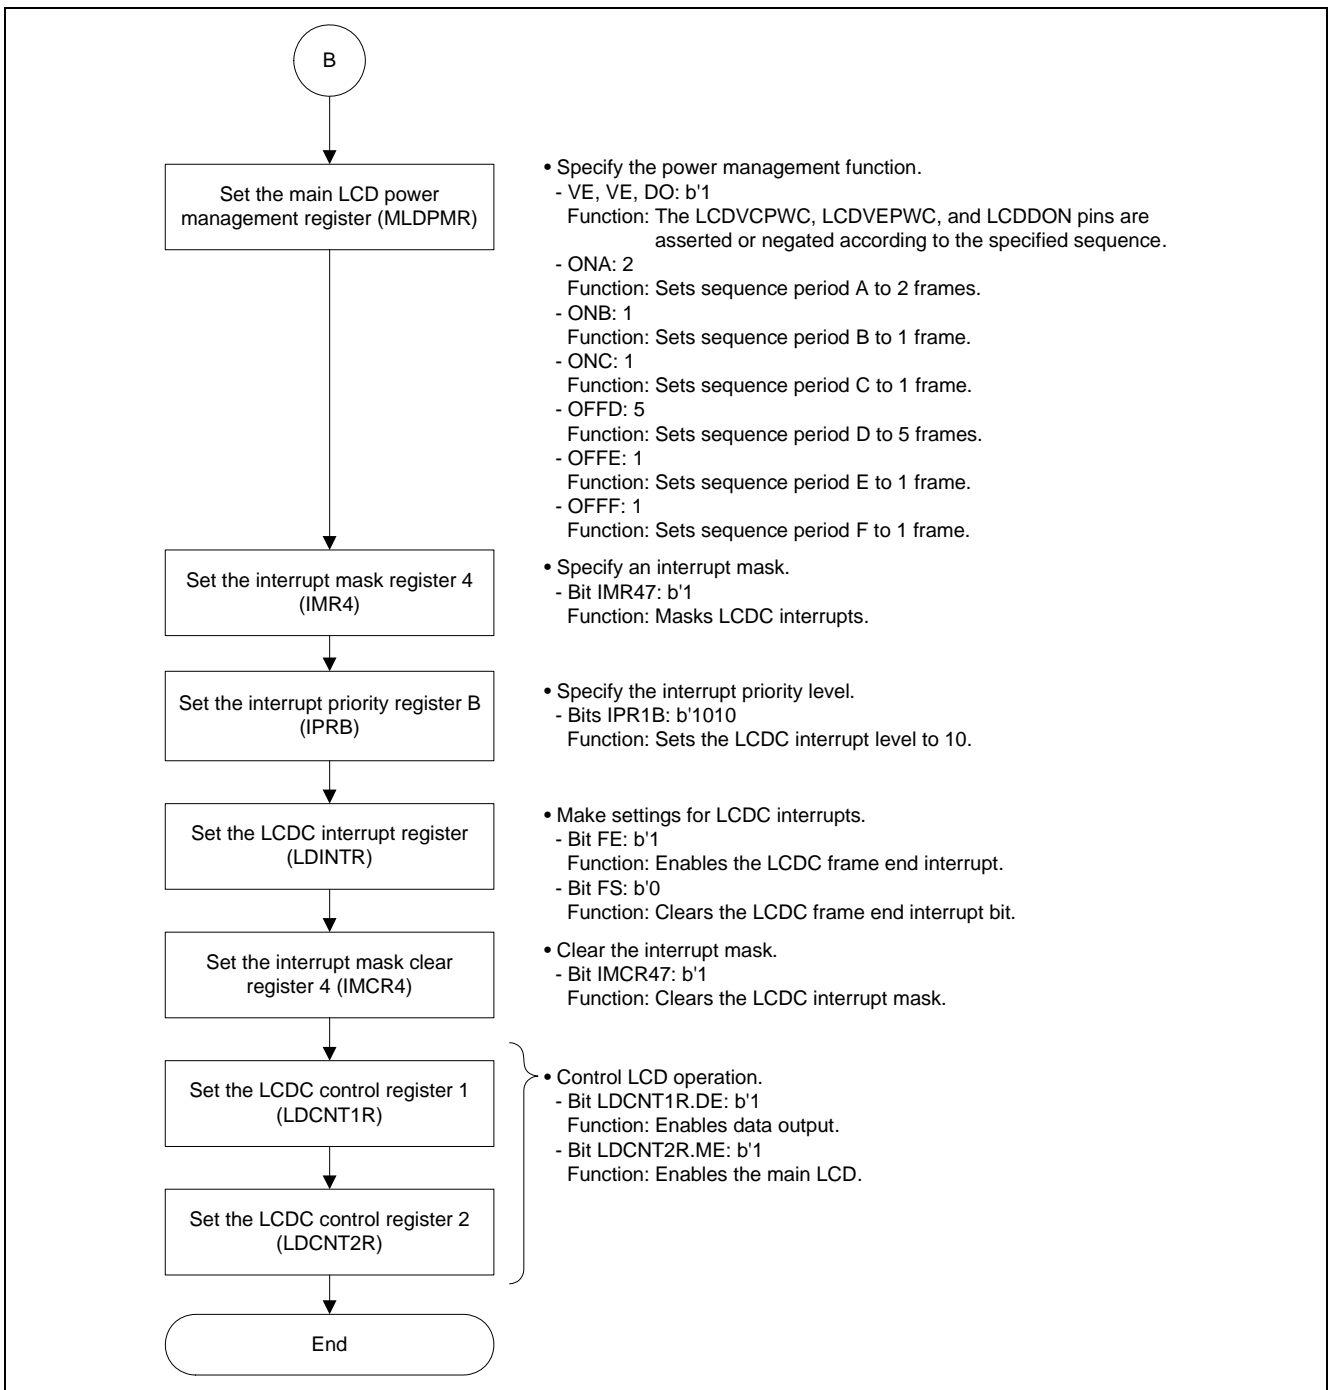 B
Set the main LCD power
management register (MLDPMR)
• Specify the power management function.
- VE, VE, DO: b'1
Function: The LCDVCPWC, LCDVEPWC, and LCDDON pins are
asserted or negated according to the specified sequence.
- ONA: 2
Function: Sets sequence period A to 2 frames.
- ONB: 1
Function: Sets sequence period B to 1 frame.
- ONC: 1
Function: Sets sequence period C to 1 frame.
- OFFD: 5
Function: Sets sequence period D to 5 frames.
- OFFE: 1
Function: Sets sequence period E to 1 frame.
- OFFF: 1
Function: Sets sequence period F to 1 frame.
Set the interrupt mask register 4
(IMR4)
• Specify an interrupt mask.
- Bit IMR47: b'1
Function: Masks LCDC interrupts.
Set the interrupt priority register B
(IPRB)
• Specify the interrupt priority level.
- Bits IPR1B: b'1010
Function: Sets the LCDC interrupt level to 10.
Set the LCDC interrupt register
(LDINTR)
• Make settings for LCDC interrupts.
- Bit FE: b'1
Function: Enables the LCDC frame end interrupt.
- Bit FS: b'0
Function: Clears the LCDC frame end interrupt bit.
Set the interrupt mask clear
register 4 (IMCR4)
• Clear the interrupt mask.
- Bit IMCR47: b'1
Function: Clears the LCDC interrupt mask.
Set the LCDC control register 1
(LDCNT1R)
• Control LCD operation.
- Bit LDCNT1R.DE: b'1
Function: Enables data output.
- Bit LDCNT2R.ME: b'1
Function: Enables the main LCD.
Set the LCDC control register 2
(LDCNT2R)
End